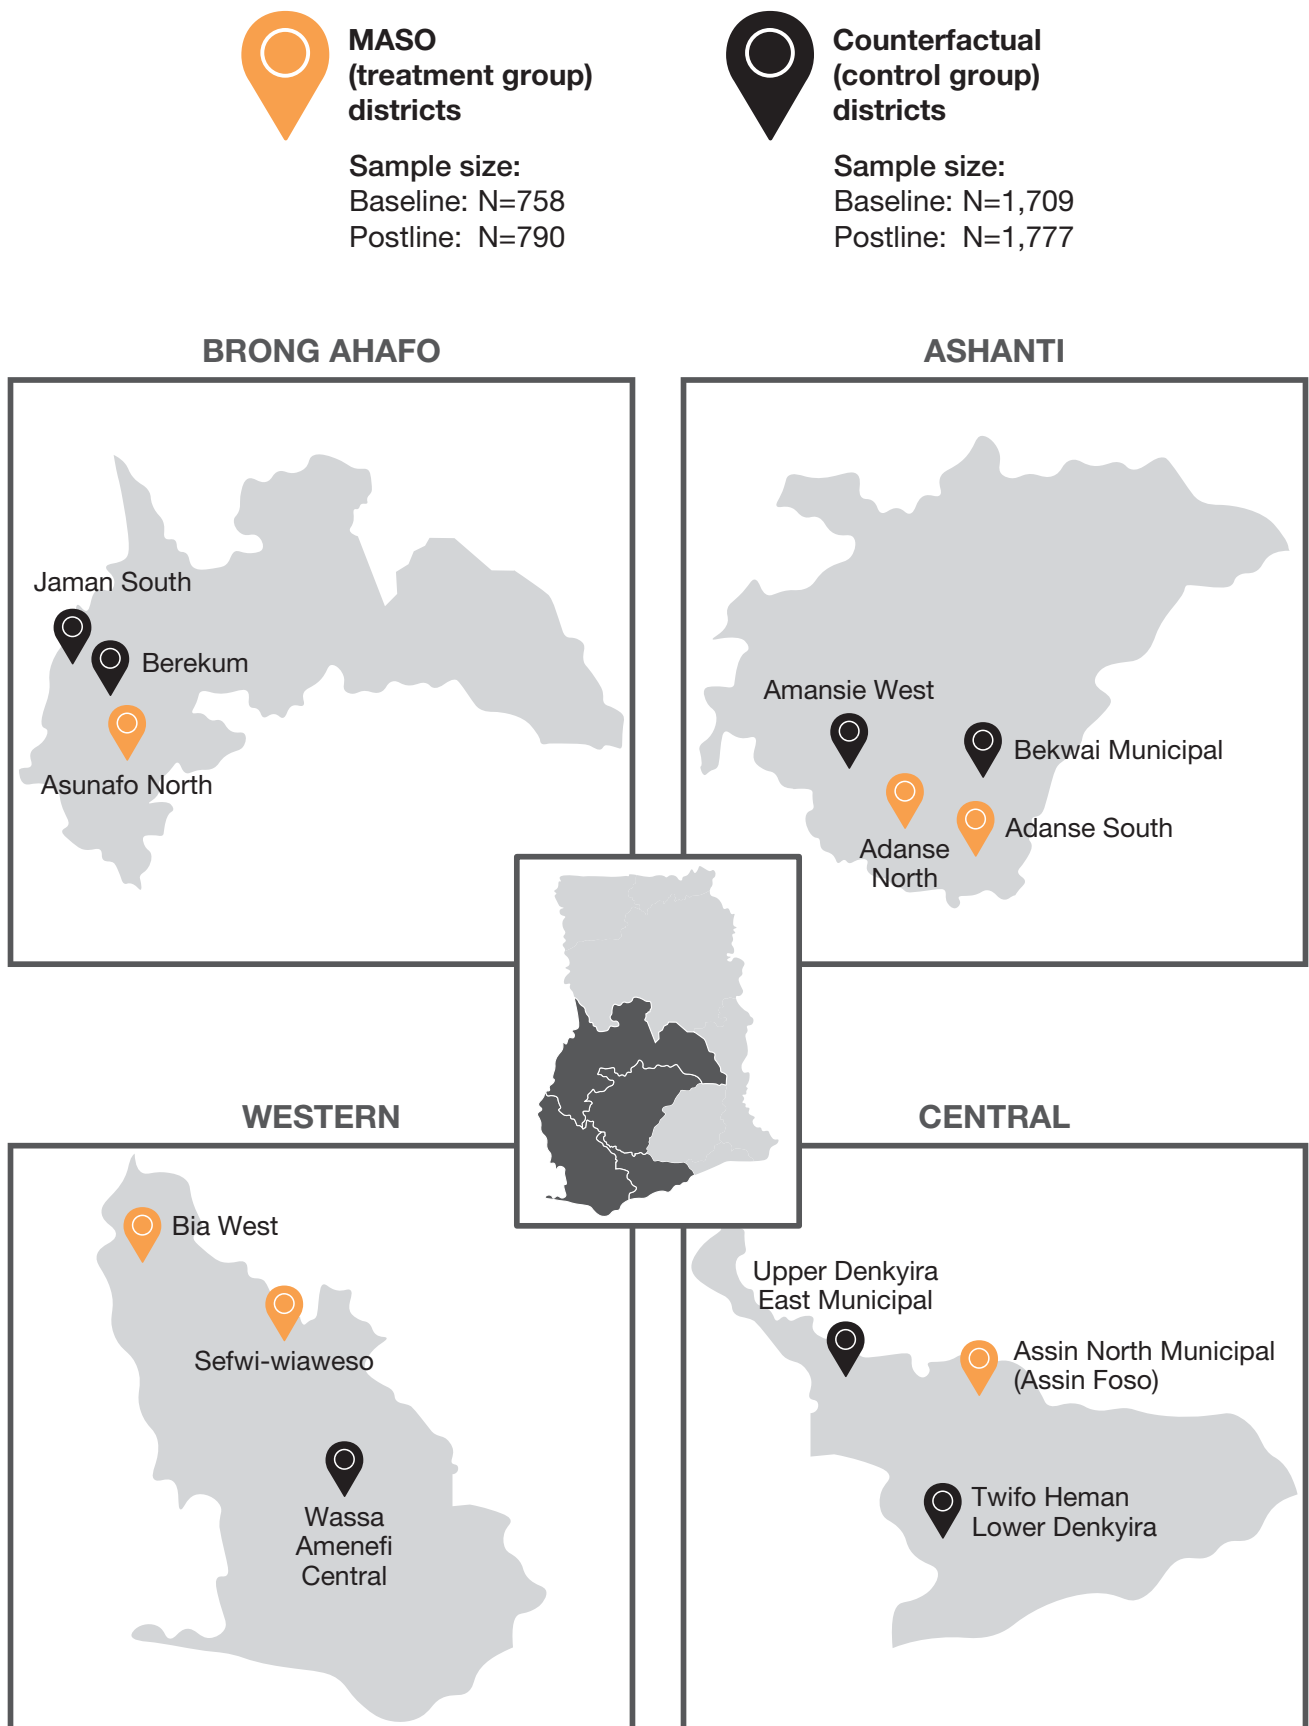 MASO
(treatment group)
districts
Sample size:
Baseline: N=758
Postline: N=790
Counterfactual
(control group)
districts
Sample size:
Baseline: N=1,709
Postline: N=1,777
BRONG AHAFO
Jaman South
Berekum
Asunafo North
ASHANTI
Amansie West
Bekwai Municipal
Adanse South
Adanse
North
WESTERN
Bia West
Sefwi-wiaweso
Wassa
Amenefi
Central
CENTRAL
Upper Denkyira
East Municipal
Assin North Municipal
(Assin Foso)
Twifo Heman
Lower Denkyira